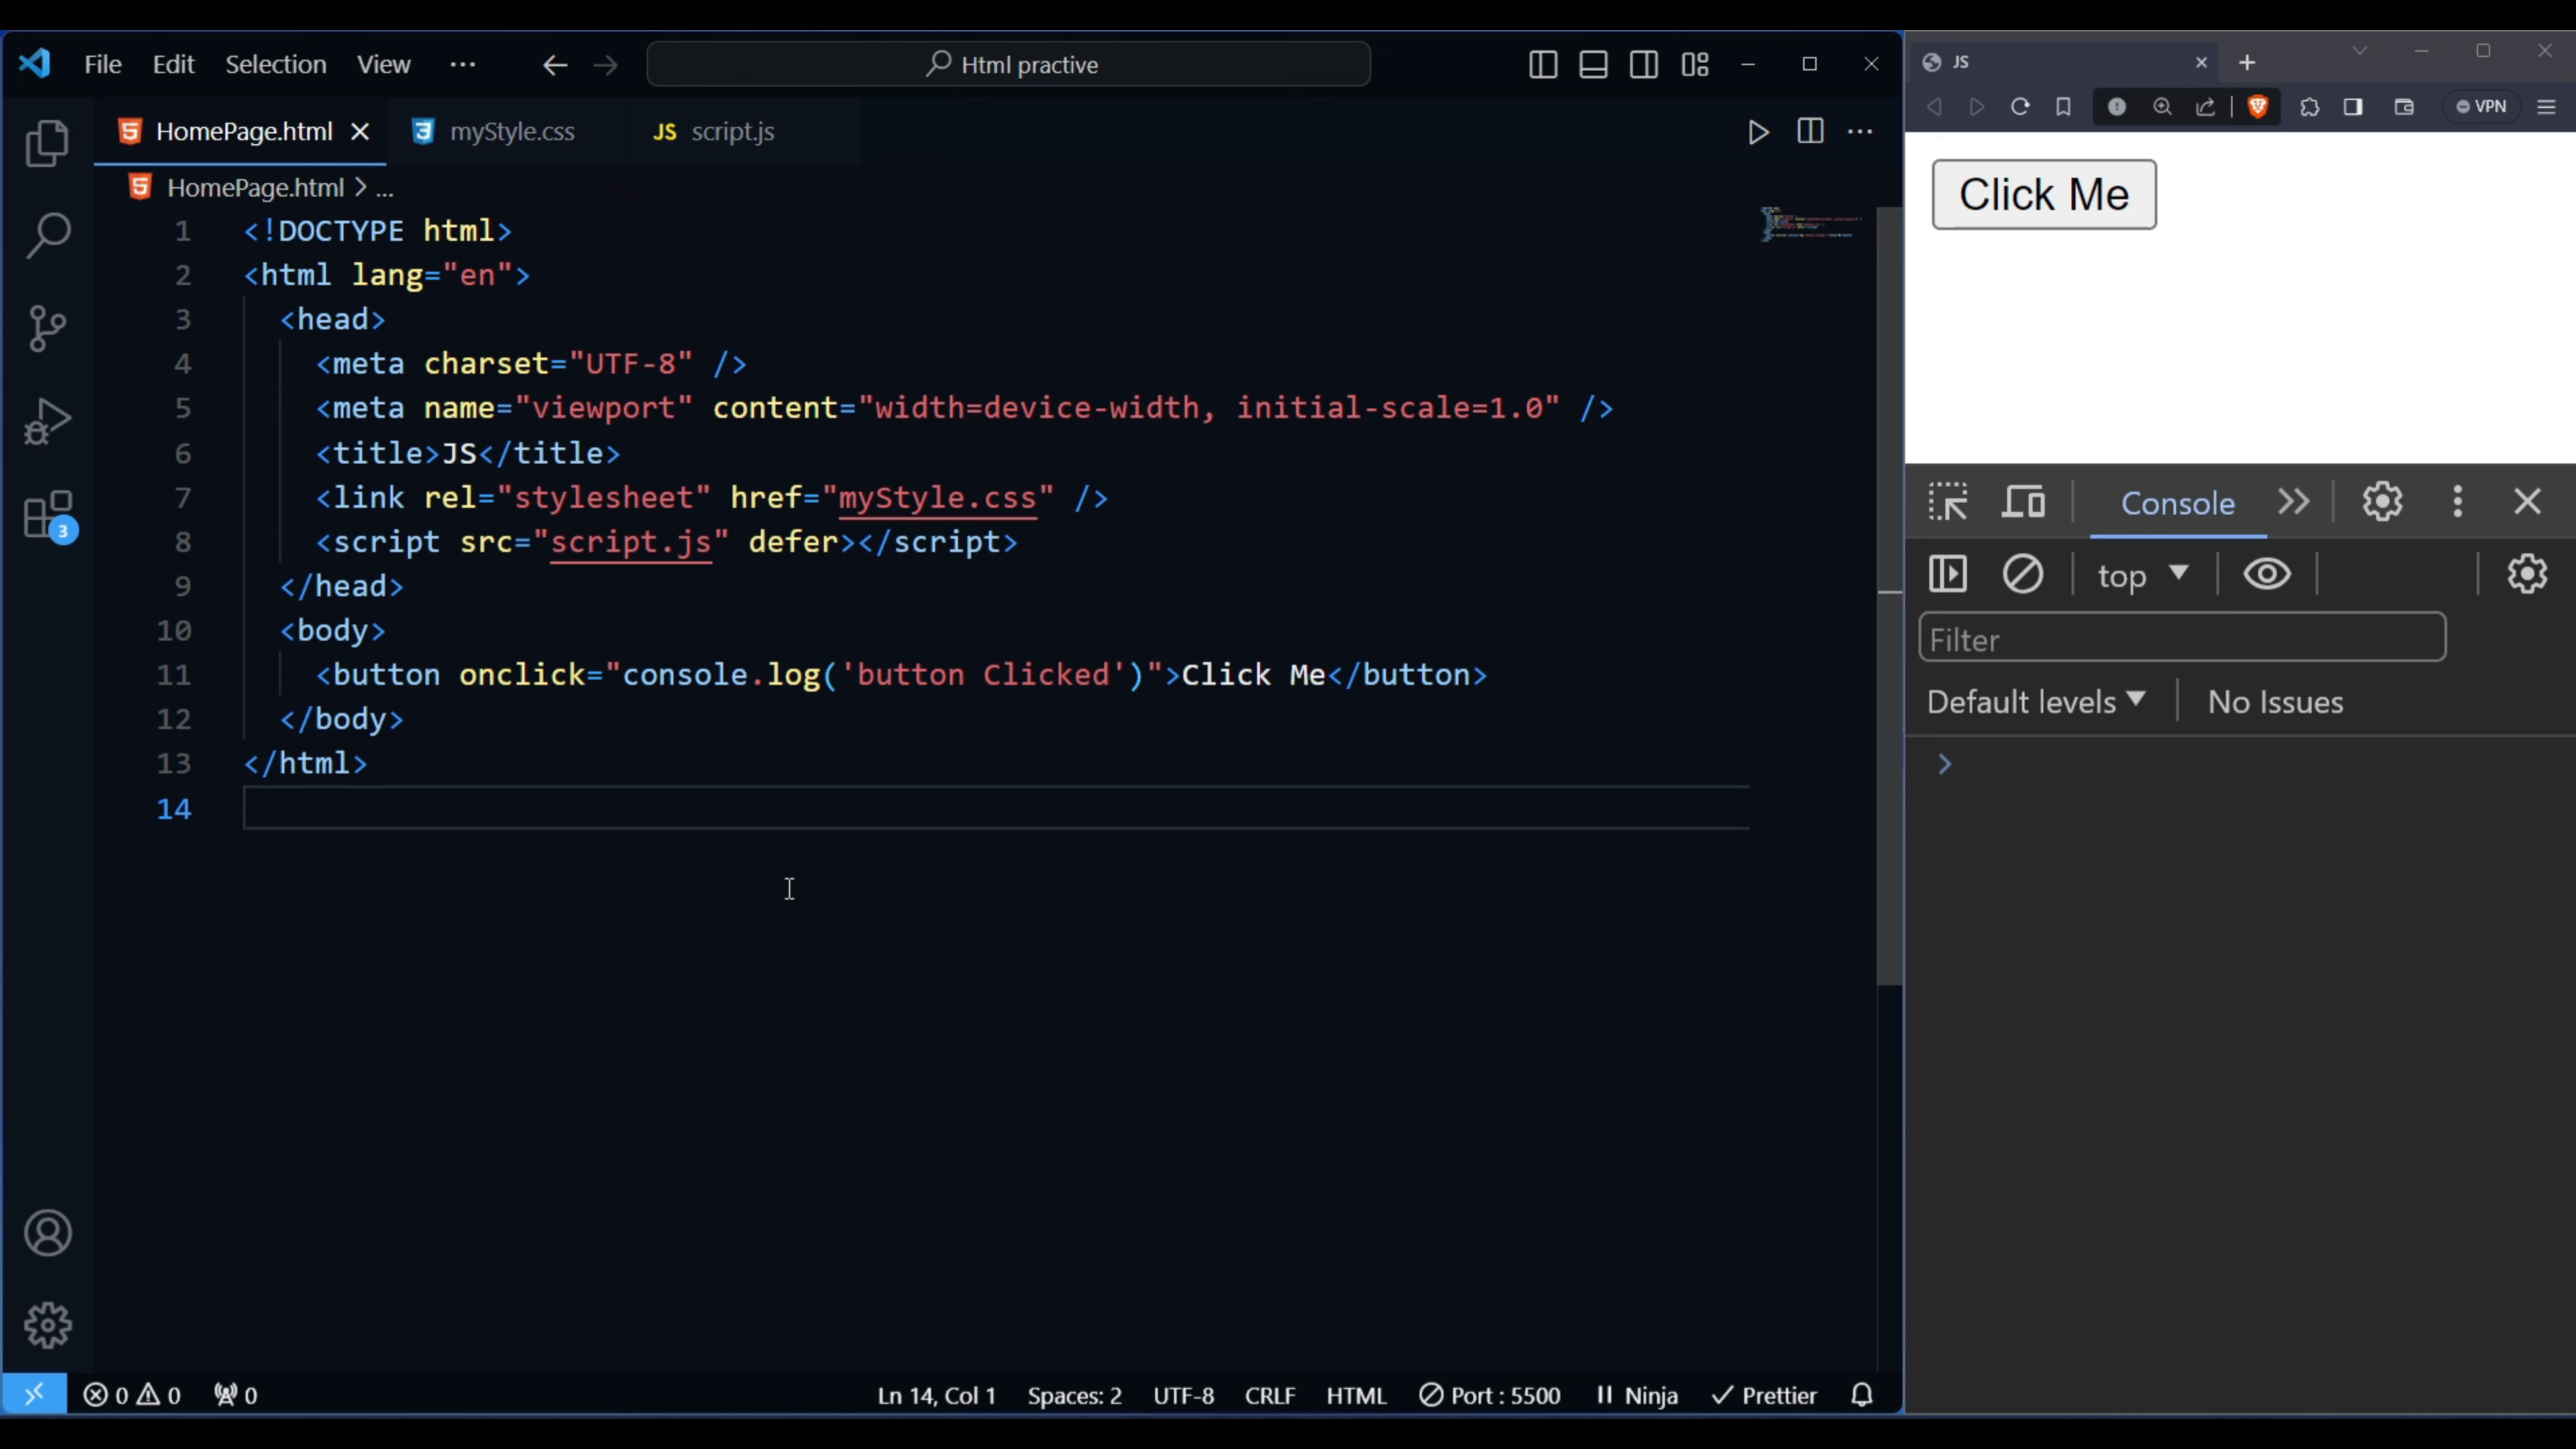 File Edit Selection View ··· Html practive
HomePage.html myStyle.css JS script.js
HomePage.html > ...
1 <!DOCTYPE html>
2 <html lang="en">
3 <head>
4 <meta charset="UTF-8" />
5 <meta name="viewport" content="width=device-width, initial-scale=1.0" />
6 <title>JS</title>
7 <link rel="stylesheet" href="myStyle.css" />
8 <script src="script.js" defer></script>
9 </head>
10 <body>
11 <button onclick="console.log('button Clicked')">Click Me</button>
12 </body>
13 </html>
14
3
0 0 0 Ln 14, Col 1 Spaces: 2 UTF-8 CRLF HTML Port : 5500 Ninja Prettier
JS
VPN
Click Me
Console
top
Filter
Default levels No Issues